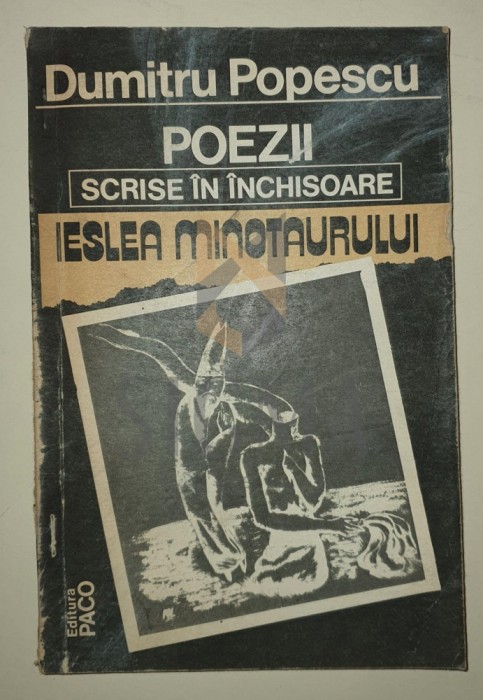 Dumitru Popescu
POEZII
SCRISE ÎN ÎNCHISOARE
IESLEA MINOTAURULUI
Editura
PACO